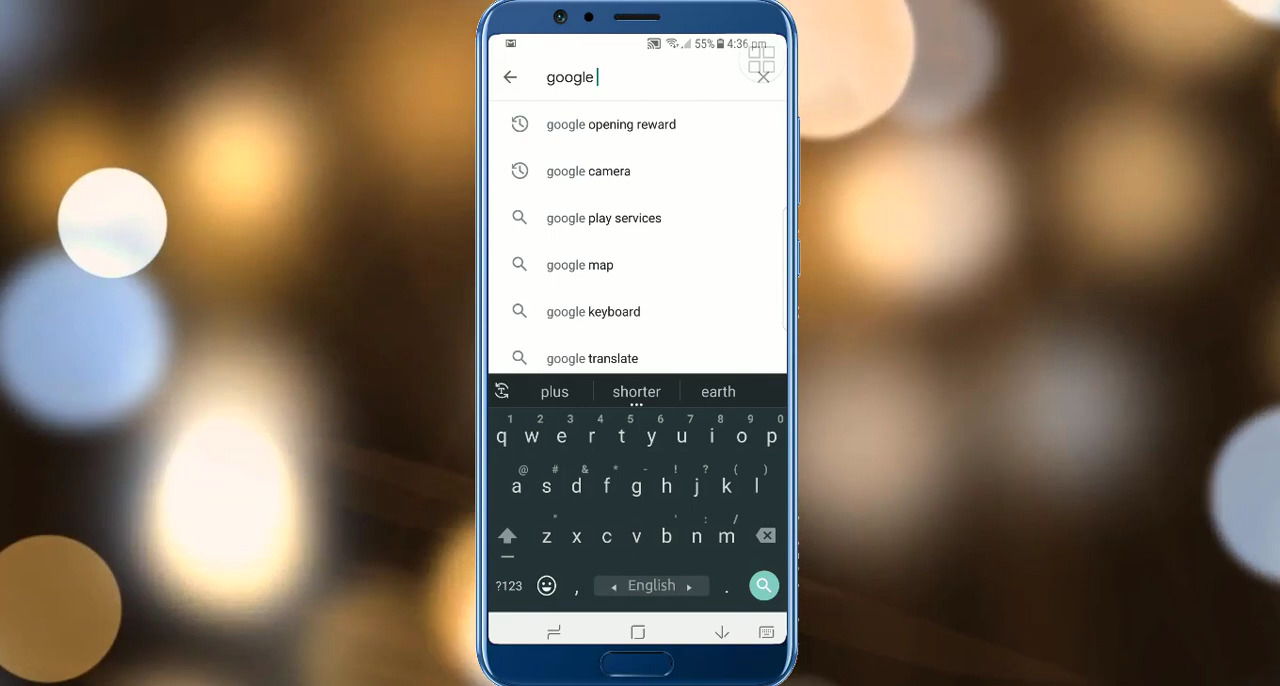 55% 4:36 pm
google
google opening reward
google camera
google play services
google map
google keyboard
google translate
plus shorter earth
1 2 3 4 5 6 7 8 9 0
q w e r t y u i o p
@ # & * - ! ? ( )
a s d f g h j k l
" ' : /
z x c v b n m
?123 , English .